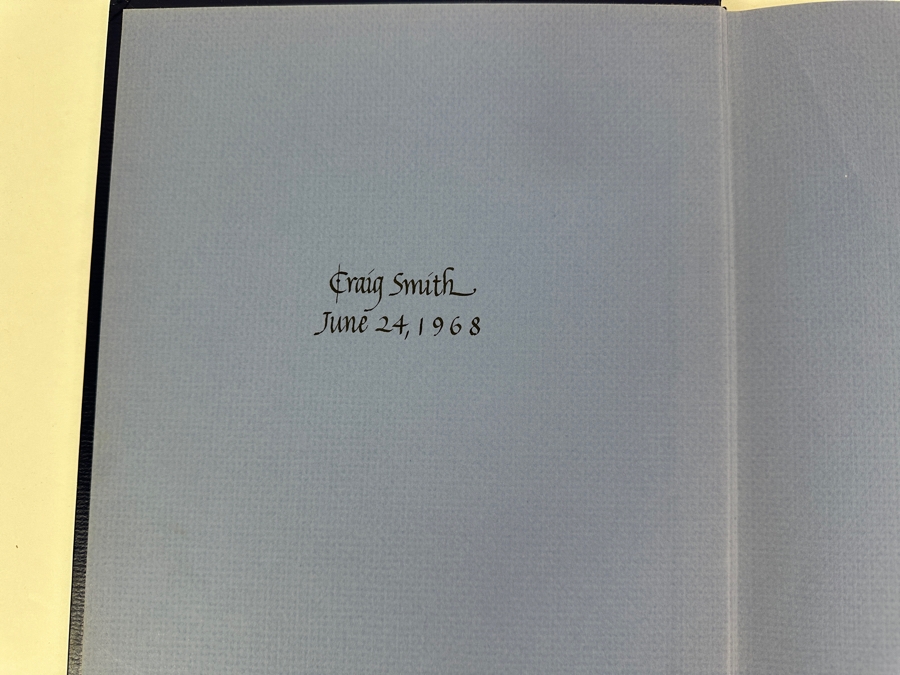 Craig Smith
June 24, 1968